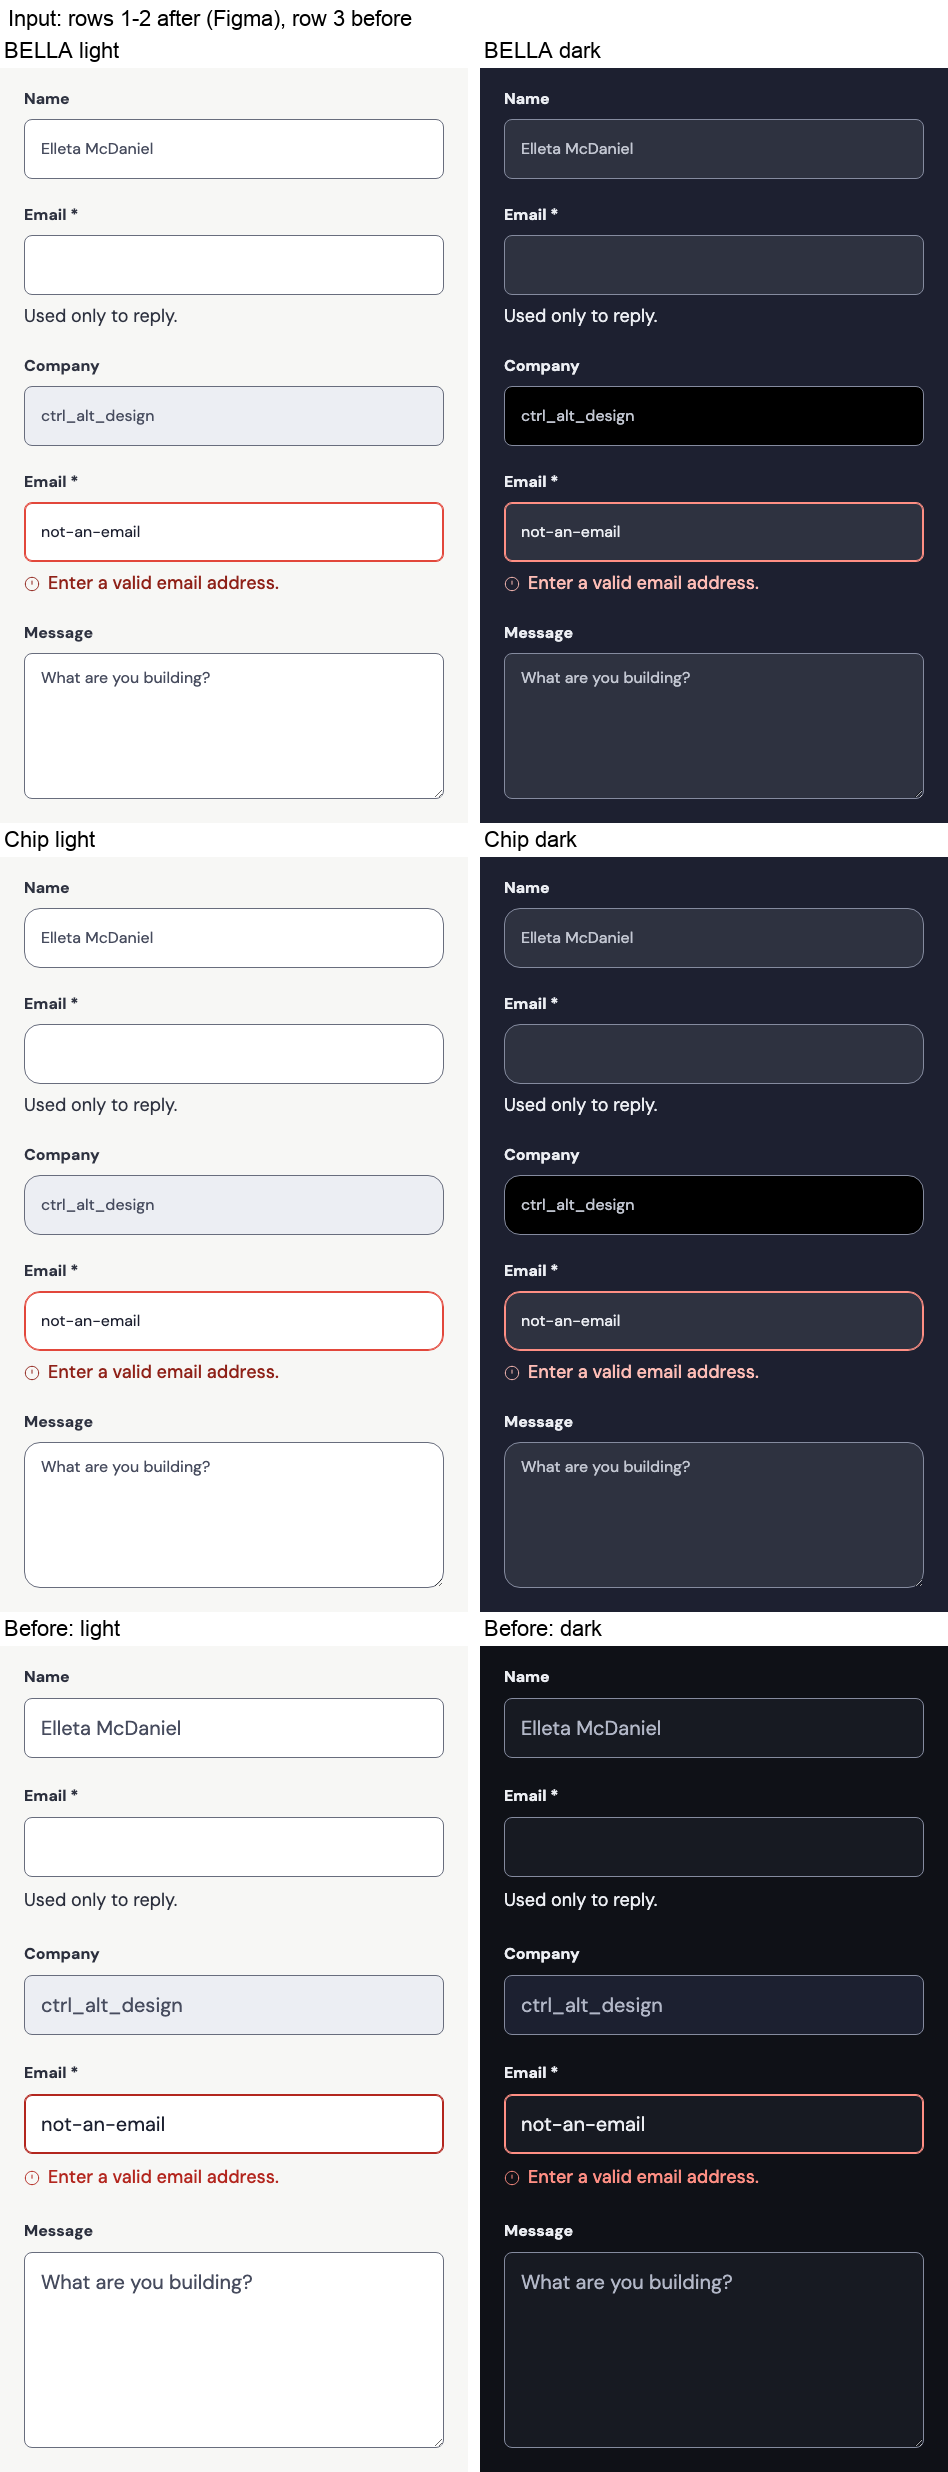 Input: rows 1-2 after (Figma), row 3 before
BELLA light
Name
Elleta McDaniel
Email *
Used only to reply.
Company
ctrl_alt_design
Email *
not-an-email
Enter a valid email address.
Message
What are you building?
BELLA dark
Name
Elleta McDaniel
Email *
Used only to reply.
Company
ctrl_alt_design
Email *
not-an-email
Enter a valid email address.
Message
What are you building?
Chip light
Name
Elleta McDaniel
Email *
Used only to reply.
Company
ctrl_alt_design
Email *
not-an-email
Enter a valid email address.
Message
What are you building?
Chip dark
Name
Elleta McDaniel
Email *
Used only to reply.
Company
ctrl_alt_design
Email *
not-an-email
Enter a valid email address.
Message
What are you building?
Before: light
Name
Elleta McDaniel
Email *
Used only to reply.
Company
ctrl_alt_design
Email *
not-an-email
Enter a valid email address.
Message
What are you building?
Before: dark
Name
Elleta McDaniel
Email *
Used only to reply.
Company
ctrl_alt_design
Email *
not-an-email
Enter a valid email address.
Message
What are you building?